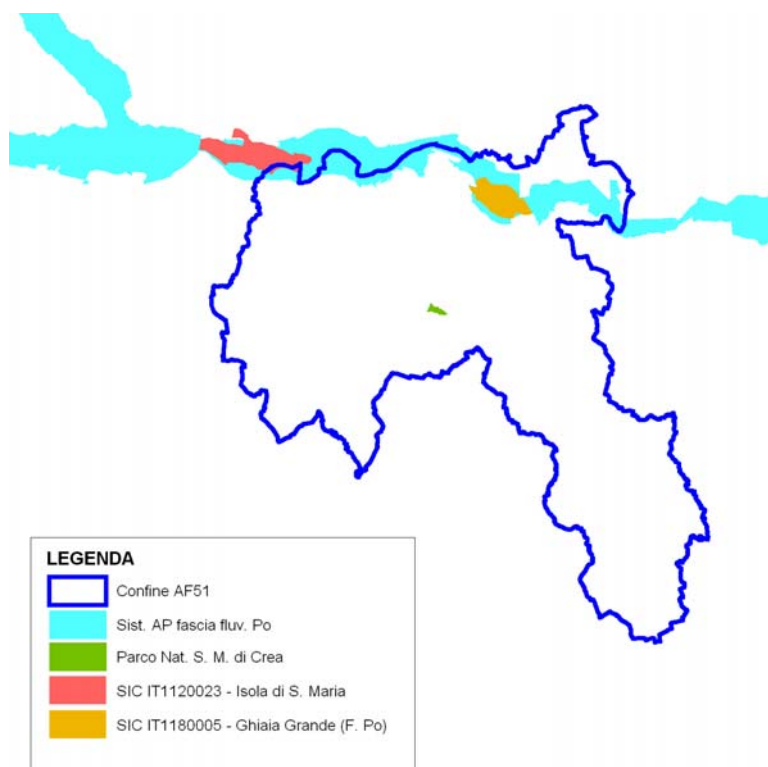 LEGENDA
Confine AF51
Sist. AP fascia fluv. Po
Parco Nat. S. M. di Crea
SIC IT1120023 - Isola di S. Maria
SIC IT1180005 - Ghiaia Grande (F. Po)